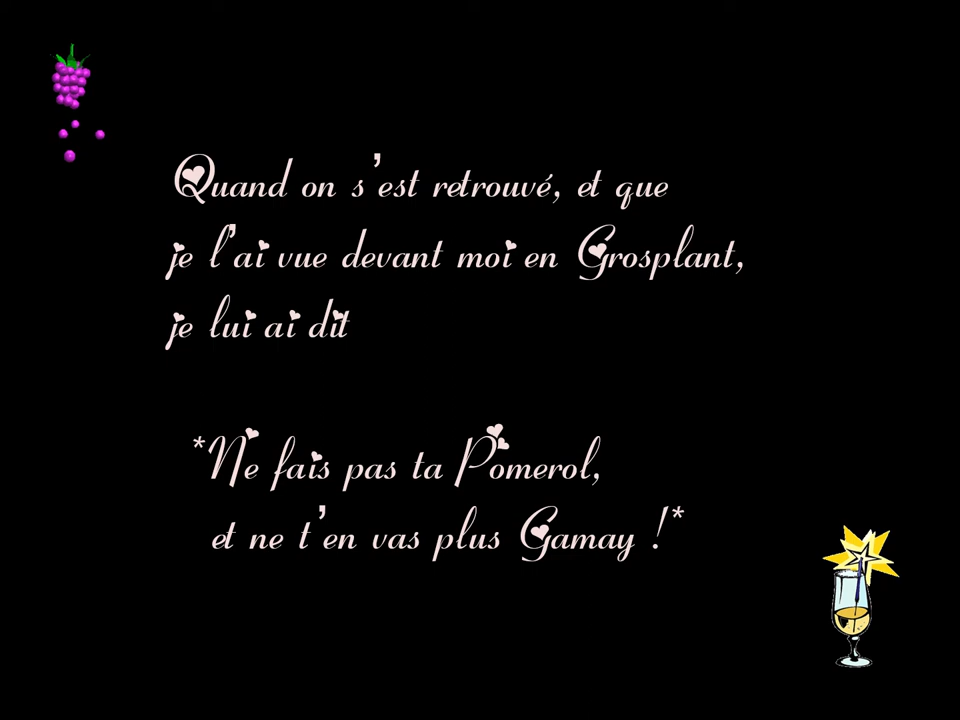 Quand on s’est retrouvé, et que
je l’ai vue devant moi en Grosplant,
je lui ai dit
*Ne fais pas ta Pomerol,
et ne t’en vas plus Gamay !*